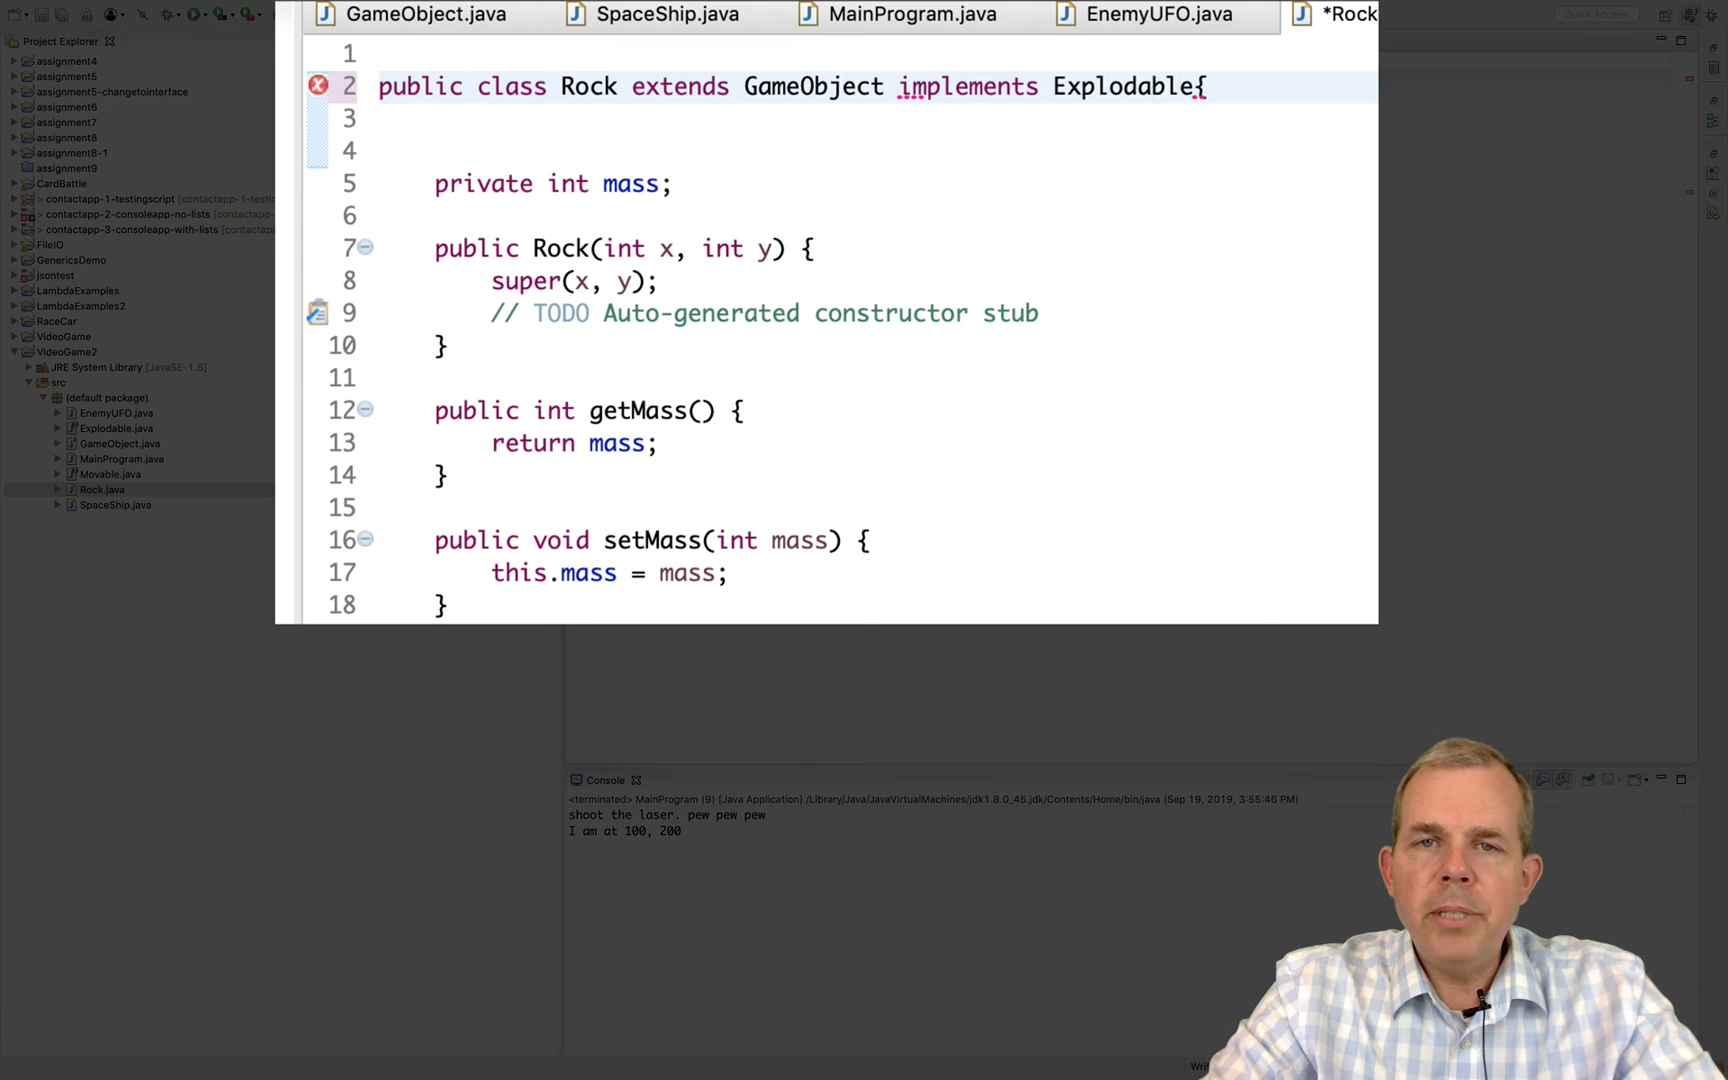 Quick Access
GameObject.java
SpaceShip.java
MainProgram.java
EnemyUFO.java
*Rock
Project Explorer
assignment4
assignment5
assignment5-changetointerface
assignment6
assignment7
assignment8
assignment8-1
assignment9
CardBattle
> contactapp-1-testingscript [contactapp-1-testi
> contactapp-2-consoleapp-no-lists [contactap
> contactapp-3-consoleapp-with-lists [contactap
FileIO
GenericsDemo
jsontest
LambdaExamples
LambdaExamples2
RaceCar
VideoGame
VideoGame2
JRE System Library [JavaSE-1.8]
src
(default package)
EnemyUFO.java
Explodable.java
GameObject.java
MainProgram.java
Movable.java
Rock.java
SpaceShip.java
1
2 public class Rock extends GameObject implements Explodable{
3
4
5 private int mass;
6
7 public Rock(int x, int y) {
8 super(x, y);
9 // TODO Auto-generated constructor stub
10 }
11
12 public int getMass() {
13 return mass;
14 }
15
16 public void setMass(int mass) {
17 this.mass = mass;
18 }
Console
<terminated> MainProgram (9) [Java Application] /Library/Java/JavaVirtualMachines/jdk1.8.0_45.jdk/Contents/Home/bin/java (Sep 19, 2019, 3:55:46 PM)
shoot the laser. pew pew pew
I am at 100, 200